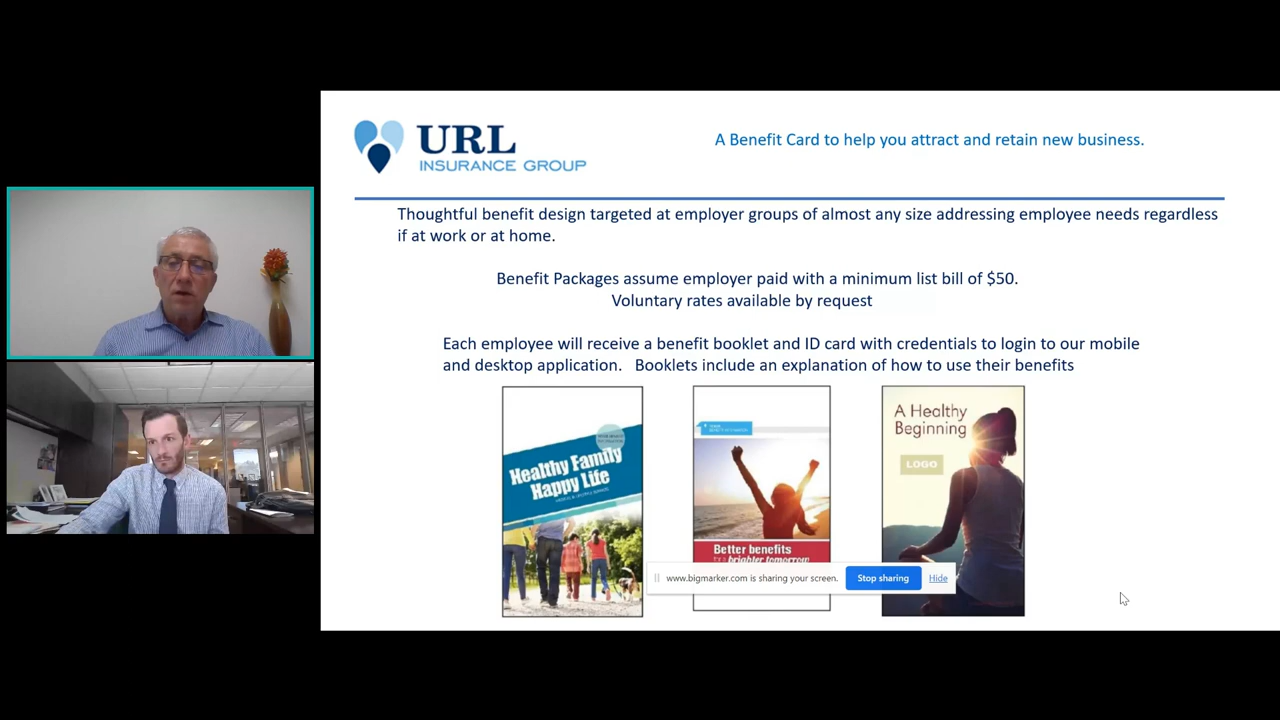 URL
INSURANCE GROUP
A Benefit Card to help you attract and retain new business.
Thoughtful benefit design targeted at employer groups of almost any size addressing employee needs regardless
if at work or at home.
Benefit Packages assume employer paid with a minimum list bill of $50.
Voluntary rates available by request
Each employee will receive a benefit booklet and ID card with credentials to login to our mobile
and desktop application. Booklets include an explanation of how to use their benefits
Healthy Family
Happy Life
Better benefits
for a brighter tomorrow
A Healthy
Beginning
LOGO
www.bigmarker.com is sharing your screen.
Stop sharing
Hide